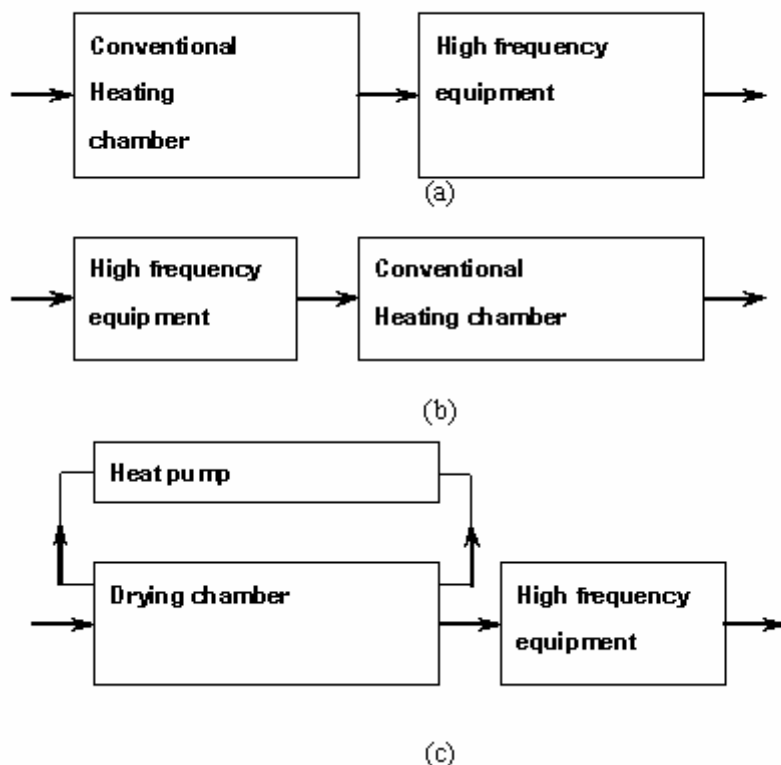 Conventional
Heating
chamber
High frequency
equipment
(a)
High frequency
equipment
Conventional
Heating chamber
(b)
Heat pump
Drying chamber
High frequency
equipment
(c)